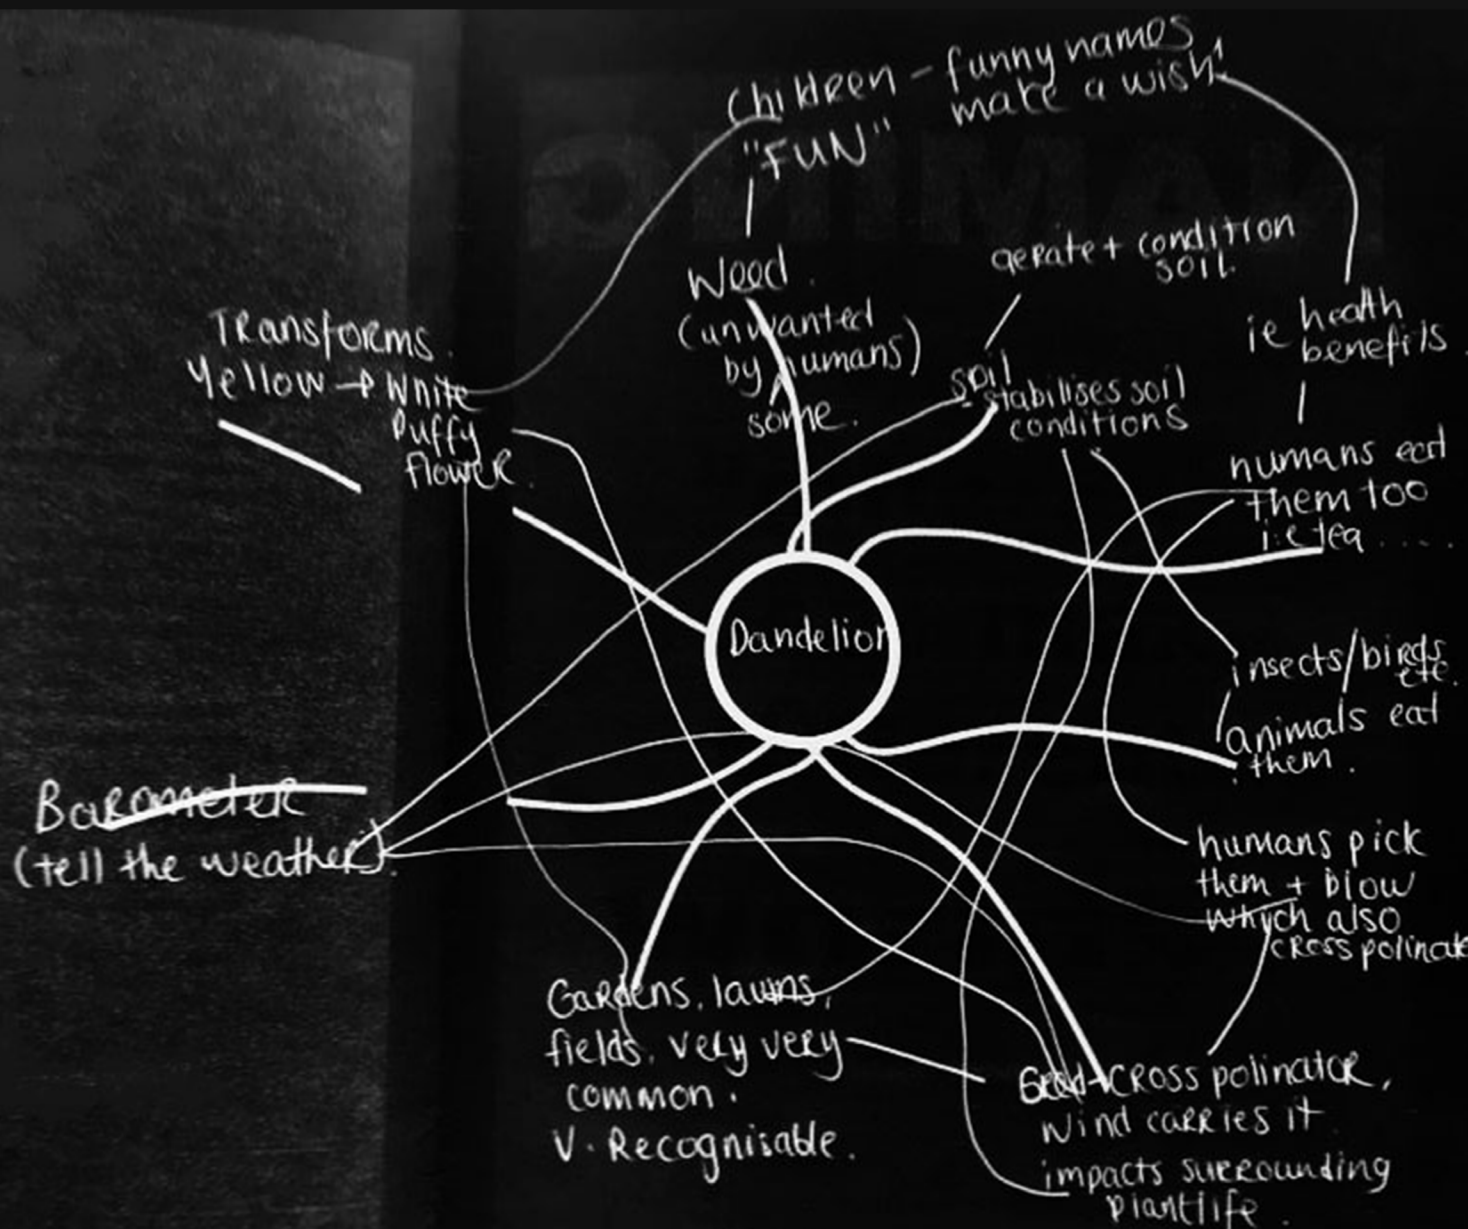 Children - funny names
make a wish!
"FUN"
Weed.
(unwanted
by humans)
some.
aerate + condition
soil.
soil
- stabilises soil
conditions
ie health
benefits
humans eat
them too
i.e tea ....
Transforms.
Yellow → White
Puffy
flower.
Dandelion
insects/birds
etc.
animals eat
them.
Barometer
(tell the weather).
humans pick
them + blow
which also
cross polinate
Gardens, lawns,
fields. very very
common.
V. Recognisable.
cross polinator,
wind carries it
impacts surrounding
plantlife.